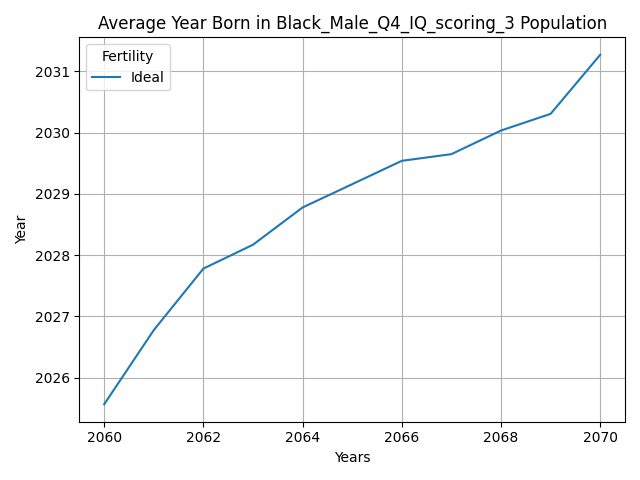 Average Year Born in Black_Male_Q4_IQ_scoring_3 Population
Fertility
Ideal
2031
2030
2029
2028
2027
2026
Year
2060 2062 2064 2066 2068 2070
Years